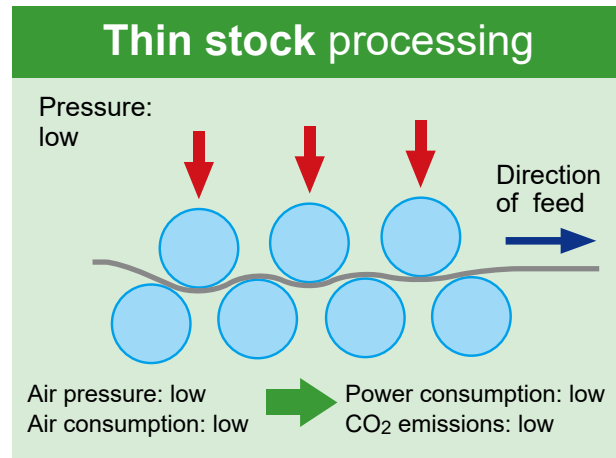 Thin stock processing
Pressure:
low
Direction
of feed
Air pressure: low
Air consumption: low
Power consumption: low
CO2 emissions: low